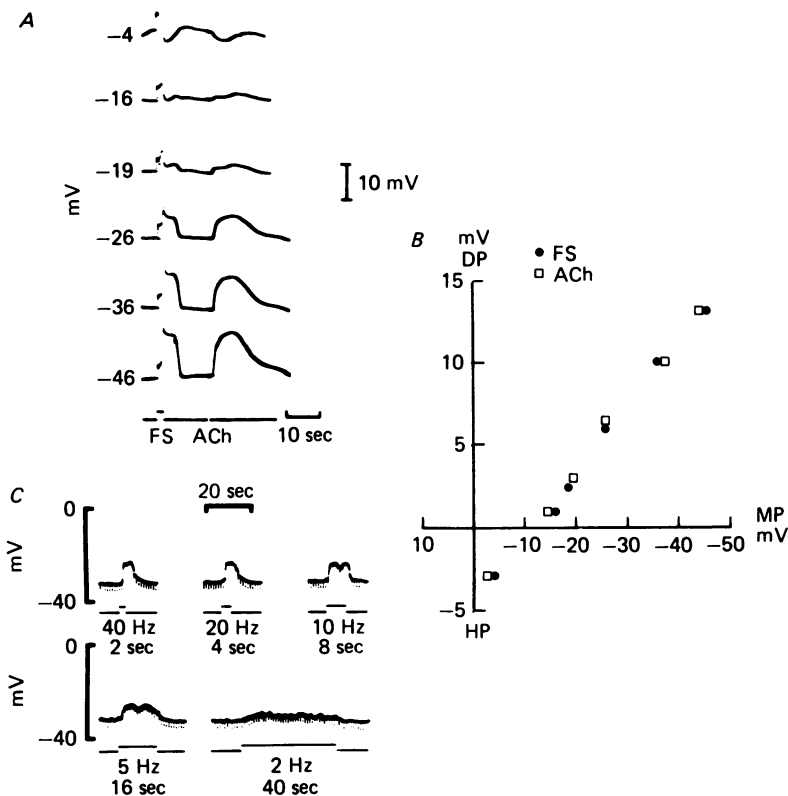 A
−4
−16
−19
mV
−26
−36
−46
10 mV
FS ACh 10 sec
B
mV
DP
● FS
□ ACh
15
10
5
10 −10 −20 −30 −40 −50
MP
mV
−5
HP
C
20 sec
0
mV
−40
40 Hz 20 Hz 10 Hz
2 sec 4 sec 8 sec
0
mV
−40
5 Hz 2 Hz
16 sec 40 sec